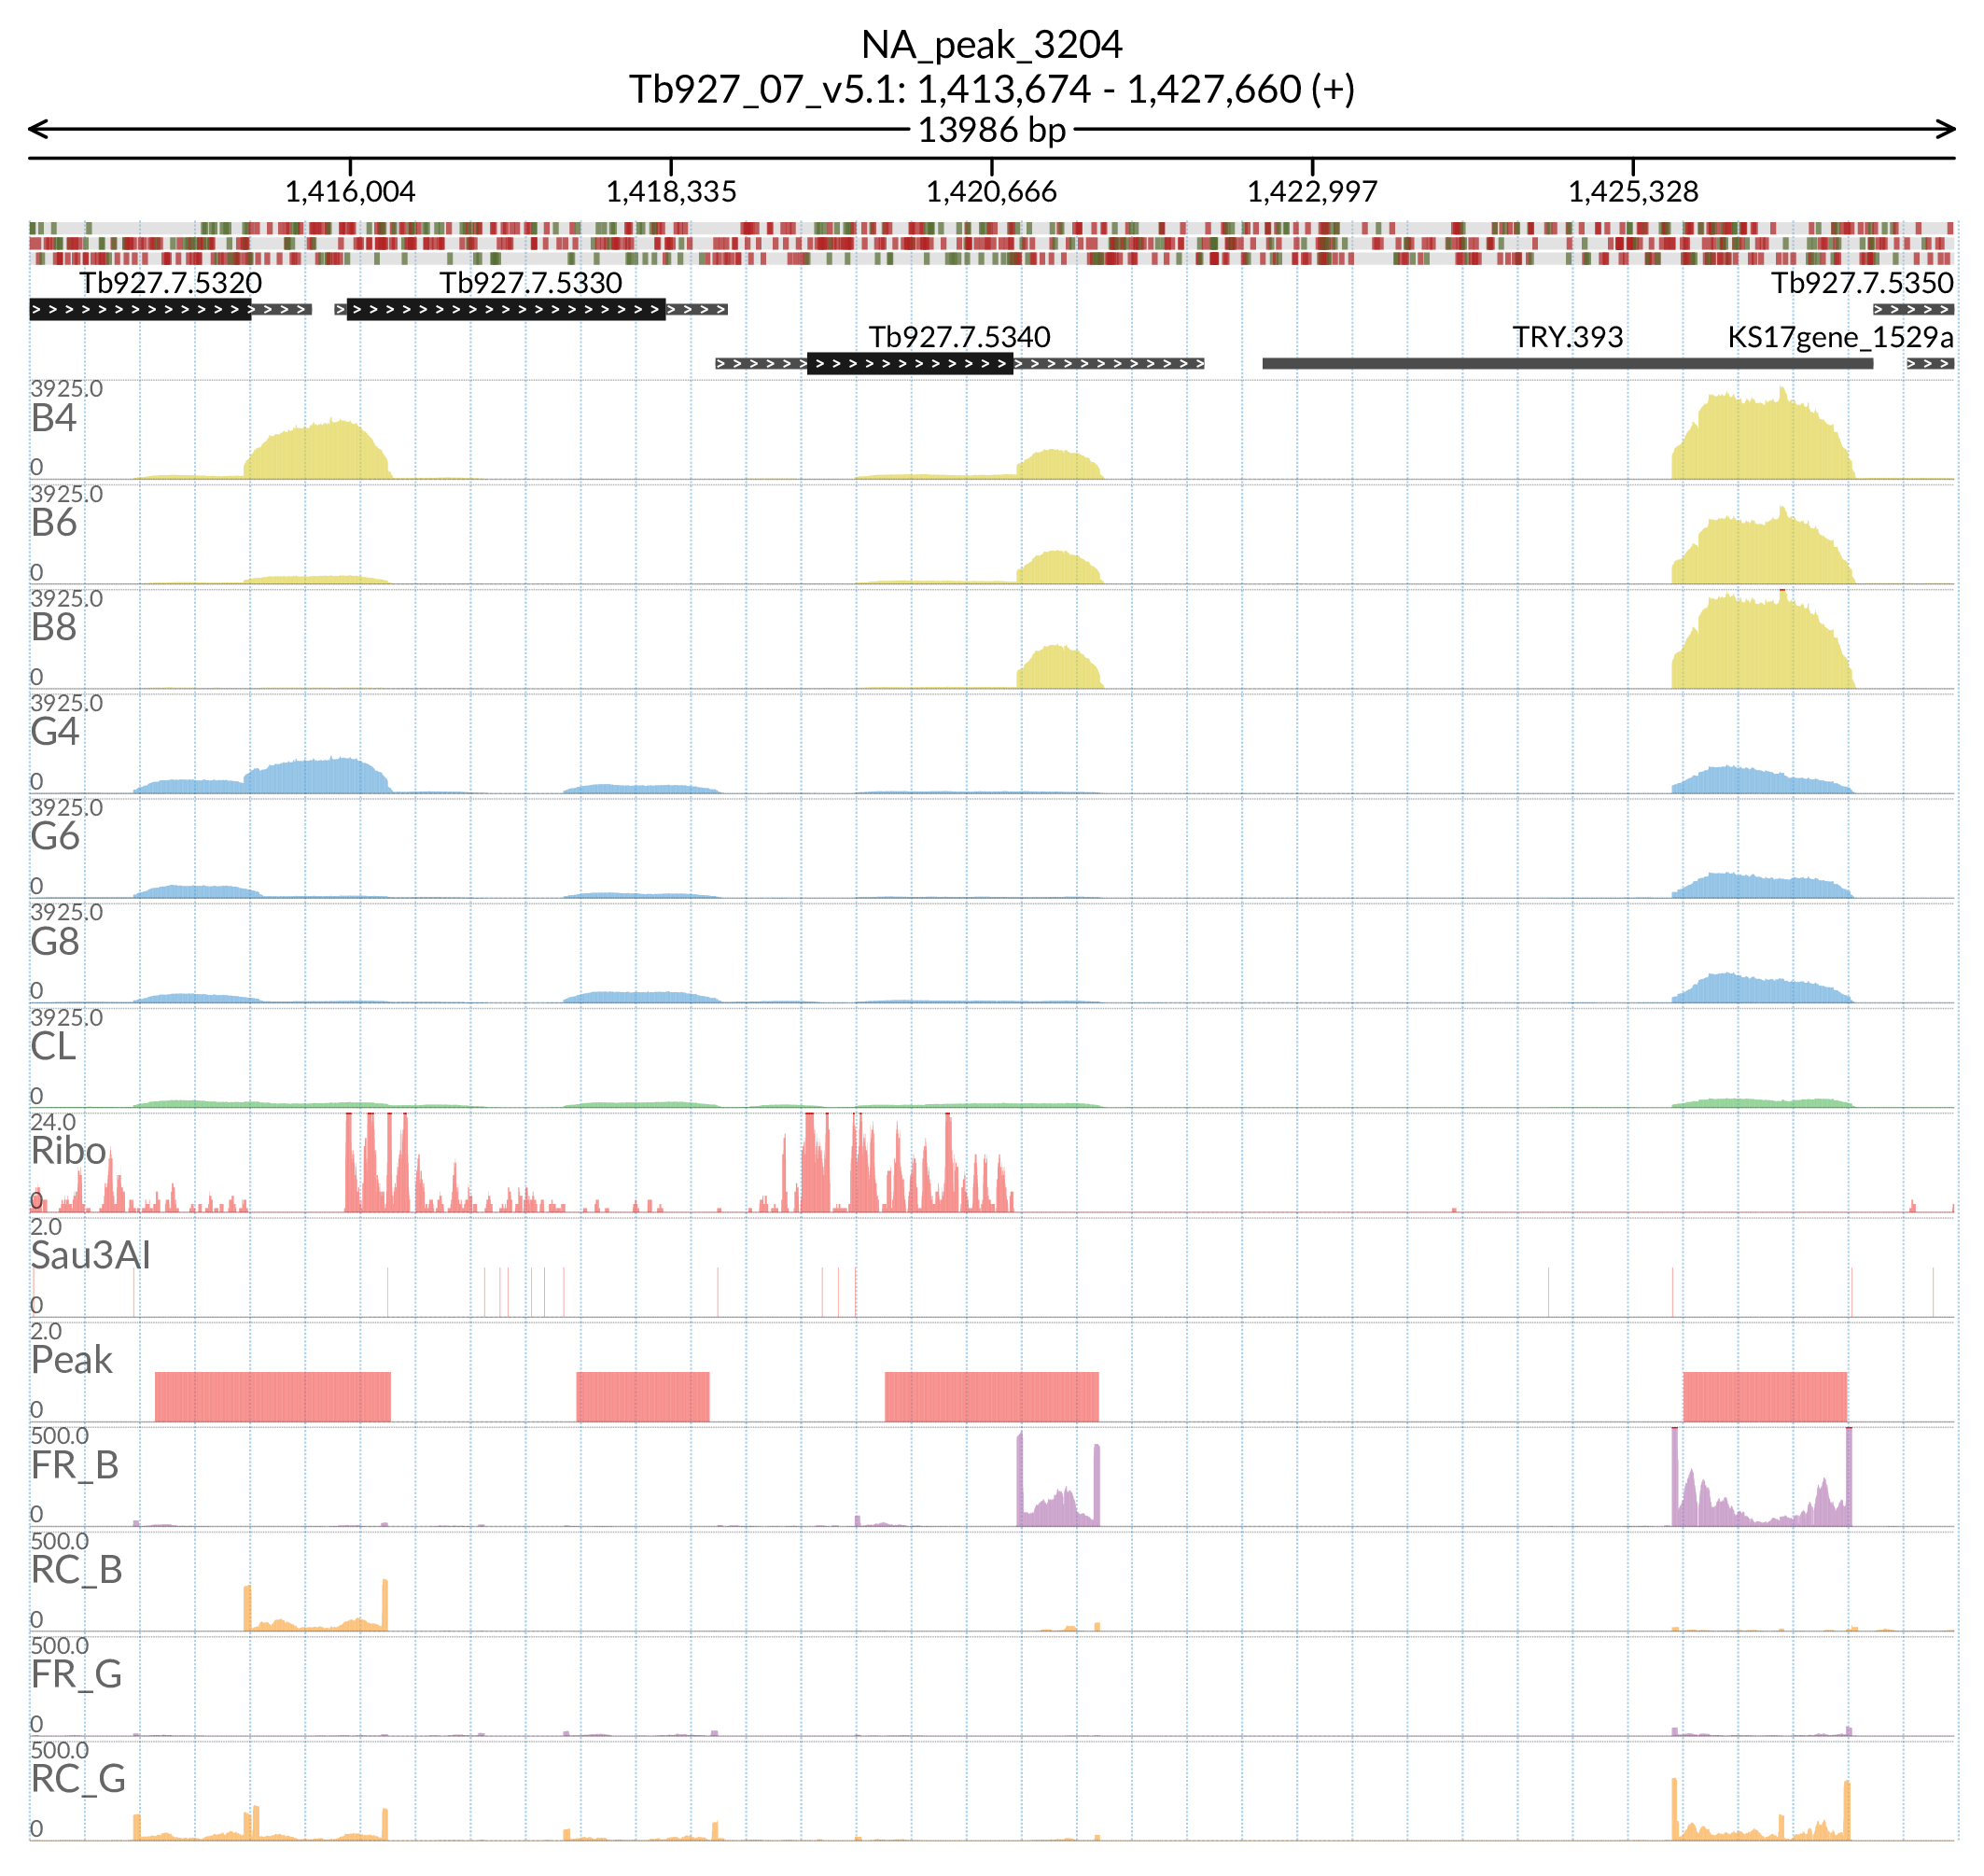 NA_peak_3204
Tb927_07_v5.1: 1,413,674 - 1,427,660 (+)
13986 bp
1,416,004 1,418,335 1,420,666 1,422,997 1,425,328
Tb927.7.5320 Tb927.7.5330 Tb927.7.5350
Tb927.7.5340 TRY.393 KS17gene_1529a
3925.0
B4
0
3925.0
B6
0
3925.0
B8
0
3925.0
G4
0
3925.0
G6
0
3925.0
G8
0
3925.0
CL
0
24.0
Ribo
0
2.0
Sau3AI
0
2.0
Peak
0
500.0
FR_B
0
500.0
RC_B
0
500.0
FR_G
0
500.0
RC_G
0